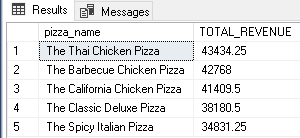 Results Messages
pizza_name TOTAL_REVENUE
1 The Thai Chicken Pizza 43434.25
2 The Barbecue Chicken Pizza 42768
3 The California Chicken Pizza 41409.5
4 The Classic Deluxe Pizza 38180.5
5 The Spicy Italian Pizza 34831.25